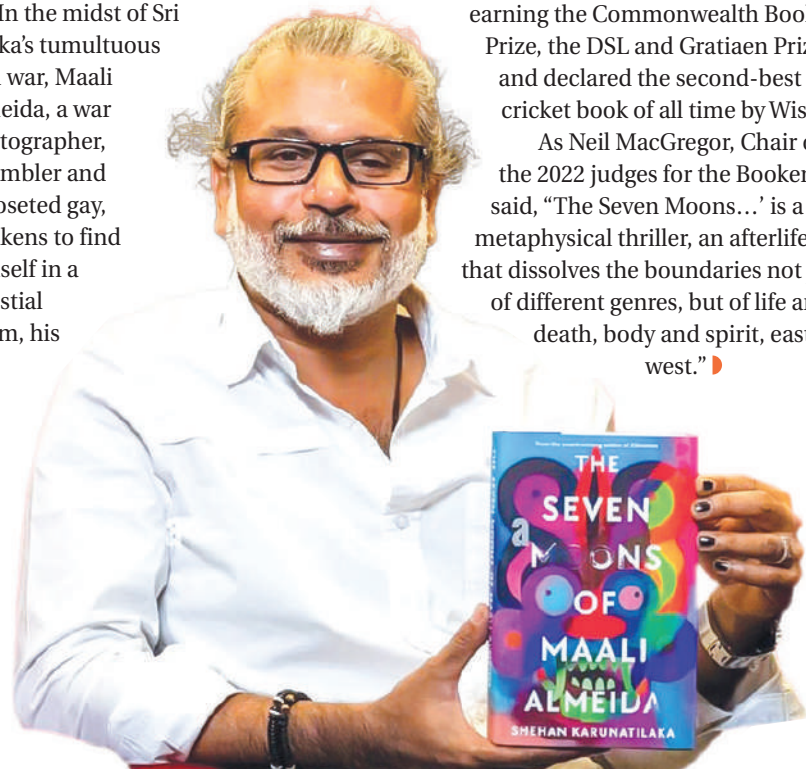 In the midst of Sri
ka's tumultuous
war, Maali
eida, a war
tographer,
mbler and
oseted gay,
kens to find
self in a
stial
m, his
earning the Commonwealth Book
Prize, the DSL and Gratiaen Priz
and declared the second-best
cricket book of all time by Wis
As Neil MacGregor, Chair o
the 2022 judges for the Booker
said, “The Seven Moons…’ is a
metaphysical thriller, an afterlife
that dissolves the boundaries not
of different genres, but of life an
death, body and spirit, east
west.”
THE
SEVEN
MOONS
OF
MAALI
ALMEIDA
SHEHAN KARUNATILAKA